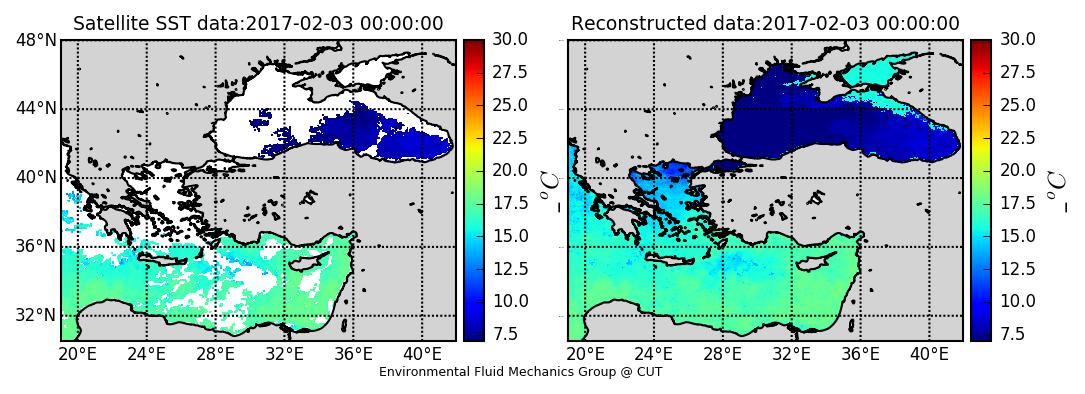 Satellite SST data:2017-02-03 00:00:00
48°N
44°N
40°N
36°N
32°N
20°E 24°E 28°E 32°E 36°E 40°E
30.0
27.5
25.0
22.5
20.0
17.5
15.0
12.5
10.0
7.5
_°C
Reconstructed data:2017-02-03 00:00:00
20°E 24°E 28°E 32°E 36°E 40°E
30.0
27.5
25.0
22.5
20.0
17.5
15.0
12.5
10.0
7.5
_°C
Environmental Fluid Mechanics Group @ CUT